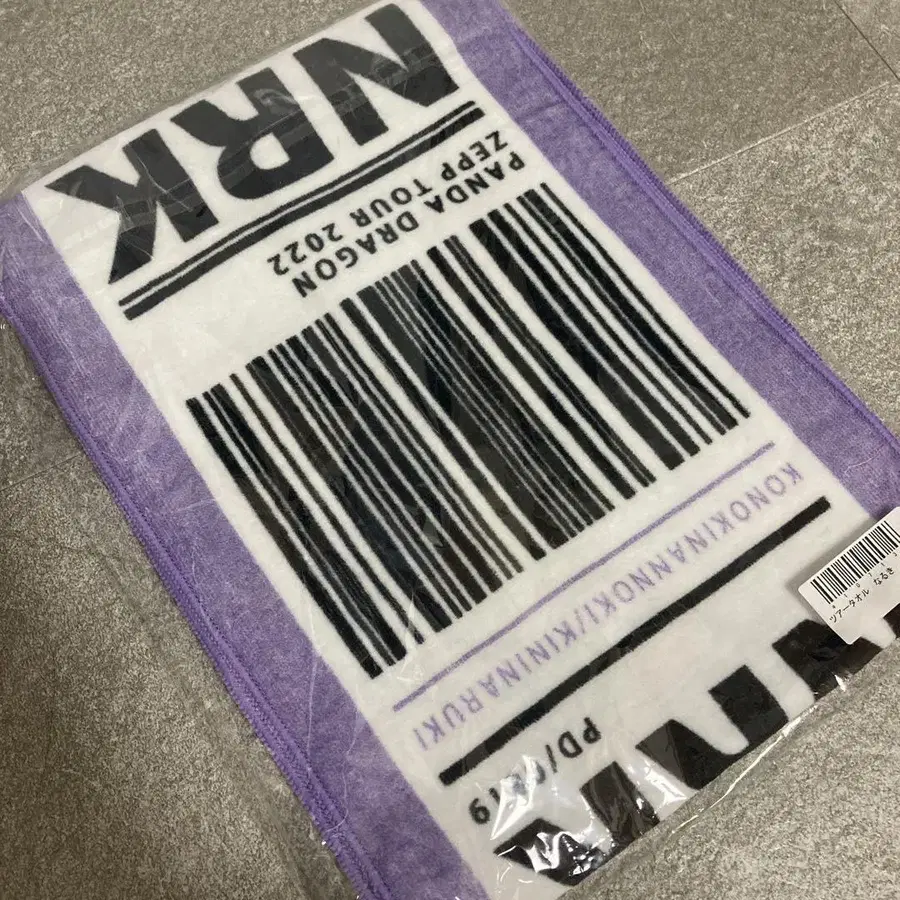 NRK
PANDA DRAGON
ZEPP TOUR 2022
KONOKINANNOKI/KININARUKI
ツアータオル なるき